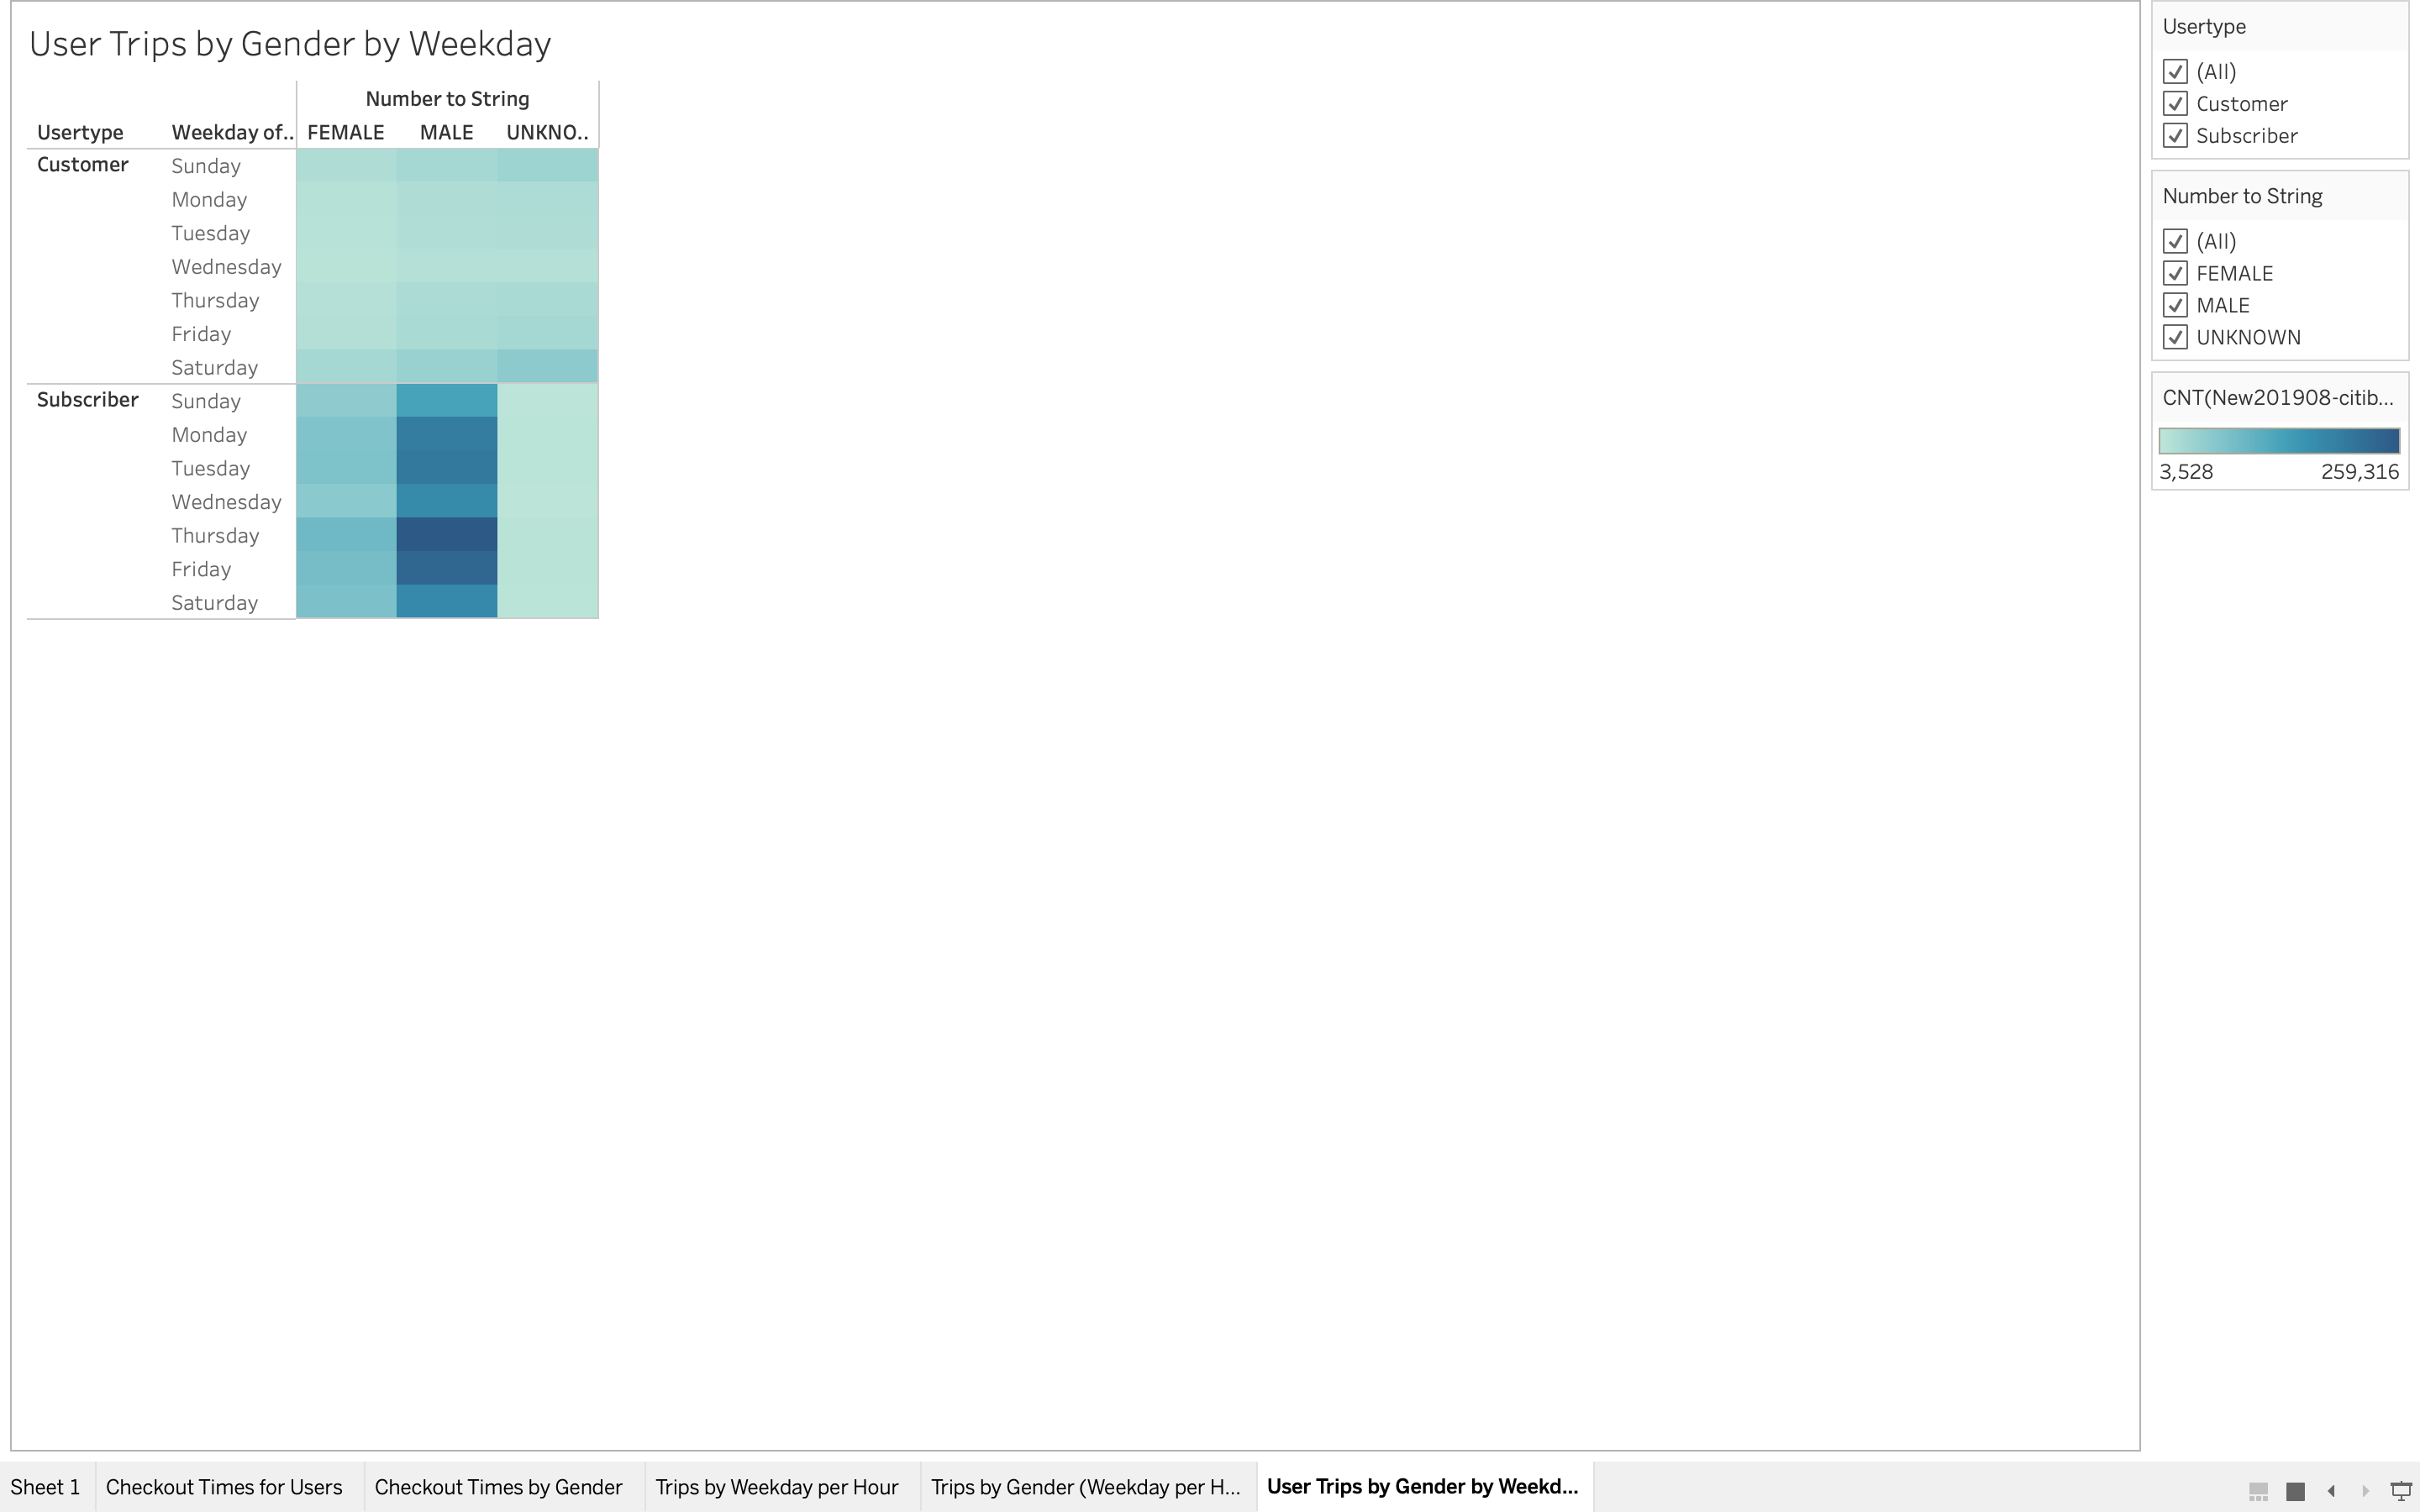 User Trips by Gender by Weekday
Number to String
Usertype Weekday of.. FEMALE MALE UNKNO..
Customer Sunday
Monday
Tuesday
Wednesday
Thursday
Friday
Saturday
Subscriber Sunday
Monday
Tuesday
Wednesday
Thursday
Friday
Saturday
Usertype
(All)
Customer
Subscriber
Number to String
(All)
FEMALE
MALE
UNKNOWN
CNT(New201908-citib...
3,528 259,316
Sheet 1 Checkout Times for Users Checkout Times by Gender Trips by Weekday per Hour Trips by Gender (Weekday per H... User Trips by Gender by Weekd...